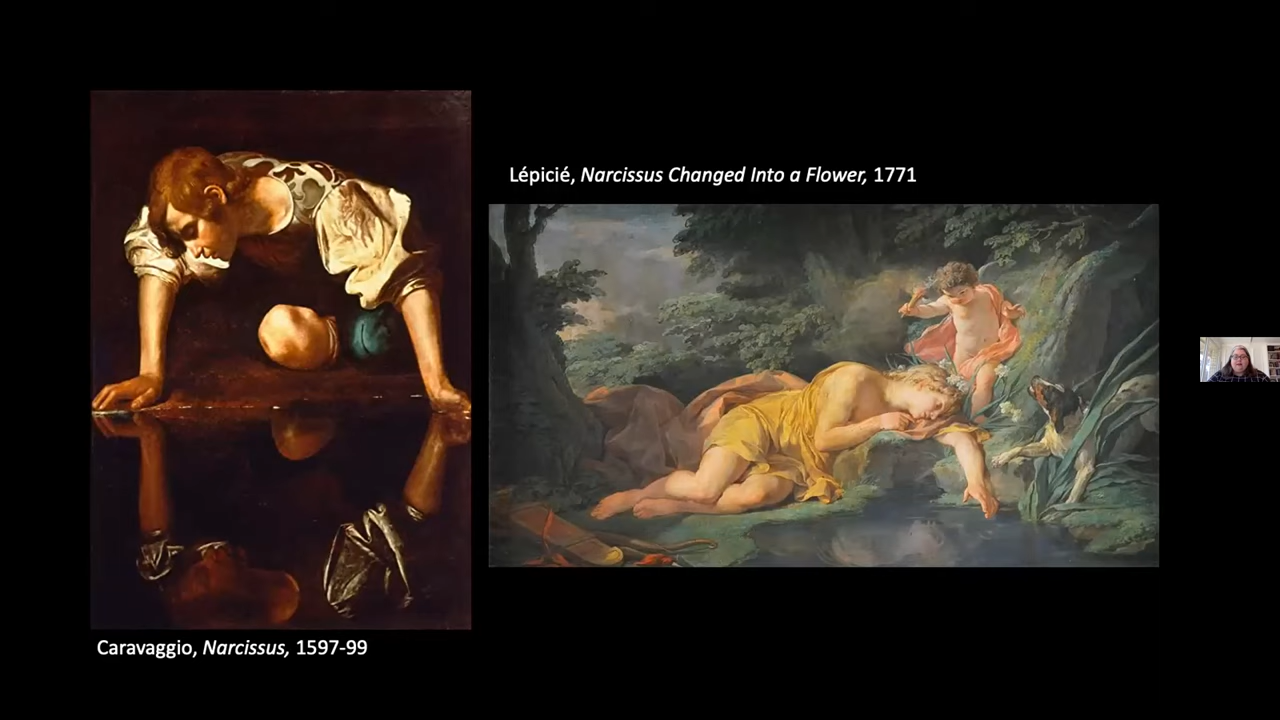 Lépicié, Narcissus Changed Into a Flower, 1771
Caravaggio, Narcissus, 1597-99